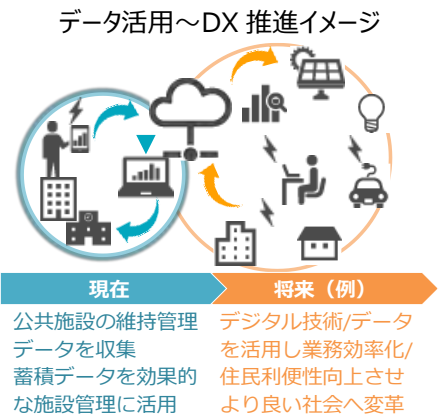 データ活用～DX 推進イメージ
現在
将来（例）
公共施設の維持管理
データを収集
蓄積データを効果的
な施設管理に活用
デジタル技術/データ
を活用し業務効率化/
住民利便性向上させ
より良い社会へ変革